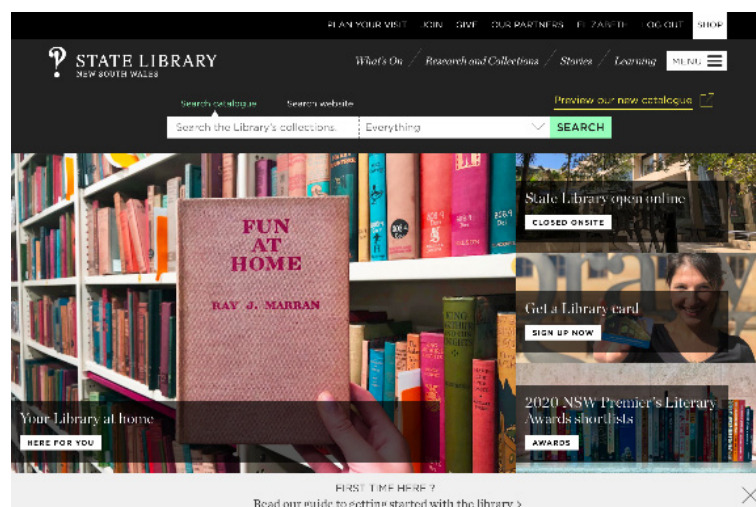 PLAN YOUR VISIT JOIN GIVE OUR PARTNERS ELIZABETH LOG OUT SHOP
STATE LIBRARY
NEW SOUTH WALES
What's On / Research and Collections / Stories / Learning MENU
Search catalogue Search website
Preview our new catalogue
Search the Library's collections. Everything SEARCH
FUN
AT
HOME
RAY J. MARRAN
KING
ARTHUR
Your Library at home
HERE FOR YOU
State Library open online
CLOSED ONSITE
Get a Library card
SIGN UP NOW
2020 NSW Premier's Literary
Awards shortlists
AWARDS
FIRST TIME HERE ?
Read our guide to getting started with the library >